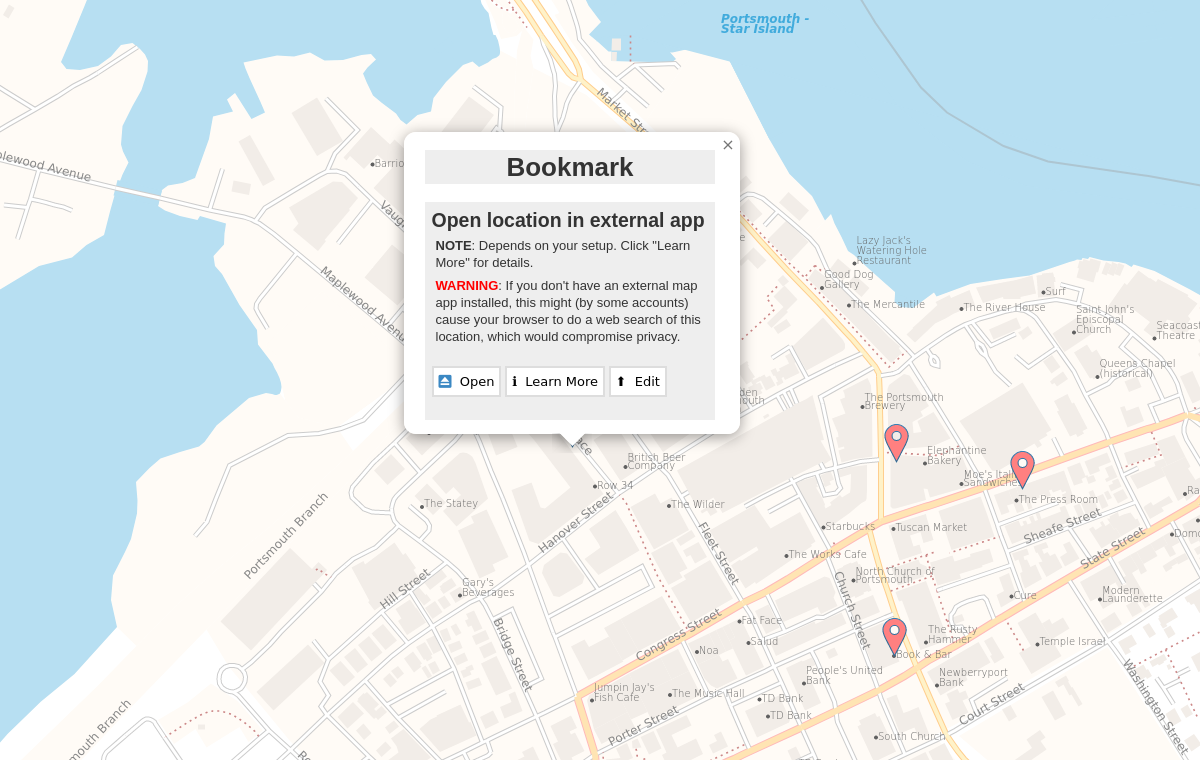 Portsmouth -
Star Island
Market Str
Maplewood Avenue
Barrio
Vaug
Bookmark
×
Open location in external app
NOTE: Depends on your setup. Click "Learn
More" for details.
WARNING: If you don't have an external map
app installed, this might (by some accounts)
cause your browser to do a web search of this
location, which would compromise privacy.
Open
Learn More
Edit
Lazy Jack's
Watering Hole
Restaurant
Good Dog
Gallery
The Mercantile
Surf
The River House
Saint John's
Episcopal
Church
Seacoast
Theatre
Queens Chapel
(historical)
Maplewood Avenu
The Portsmouth
Brewery
Elephantine
Bakery
Moe's Itali
Sandwiche
The Press Room
British Beer
Company
Row 34
The Wilder
The Statey
Hanover Street
Portsmouth Branch
Fleet Street
Starbucks
Tuscan Market
Sheafe Street
State Street
The Works Cafe
North Church of
Portsmouth
Church Street
Cure
Modern
Launderette
Hill Street
Gary's
Beverages
Bridge Street
Congress Street
Fat Face
Salud
Noa
The Rusty
Hammer
Temple Israel
Book & Bar
People's United
Bank
Newberryport
Bank
Washington Street
Jumpin Jay's
Fish Cafe
The Music Hall
TD Bank
TD Bank
Court Street
Porter Street
South Church
mouth Branch